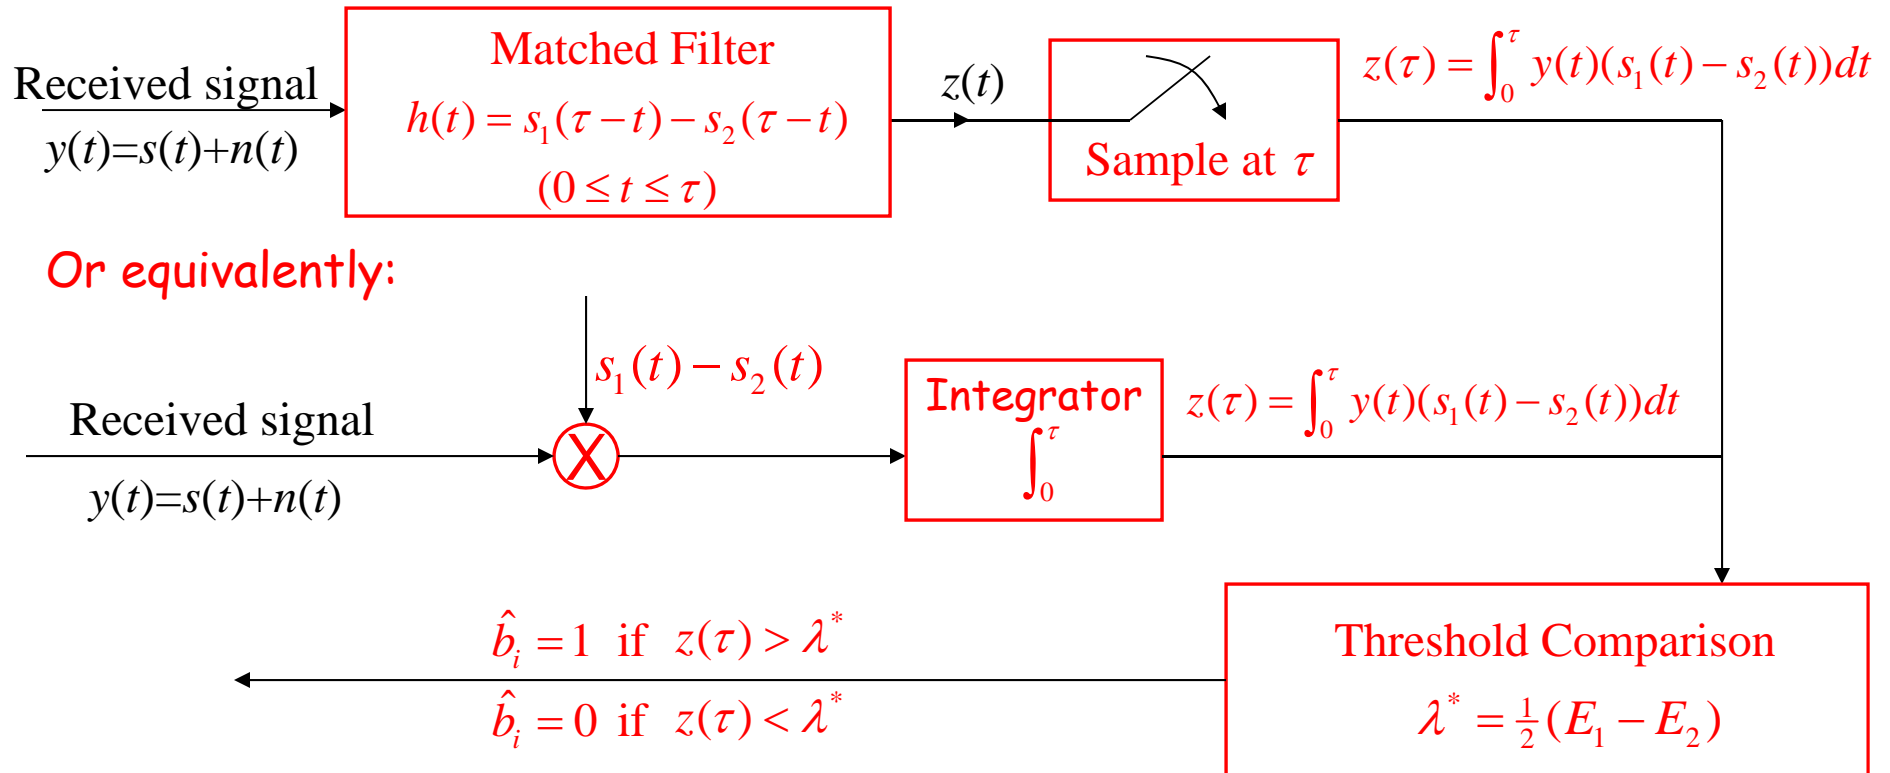 Received signal
y(t)=s(t)+n(t)
Matched Filter
h(t) = s₁(τ − t) − s₂(τ − t)
(0 ≤ t ≤ τ)
z(t)
Sample at τ
z(τ) = ∫₀^τ y(t)(s₁(t) − s₂(t))dt
Or equivalently:
s₁(t) − s₂(t)
Received signal
y(t)=s(t)+n(t)
X
Integrator
∫₀^τ
z(τ) = ∫₀^τ y(t)(s₁(t) − s₂(t))dt
b̂ᵢ = 1 if z(τ) > λ*
b̂ᵢ = 0 if z(τ) < λ*
Threshold Comparison
λ* = ½(E₁ − E₂)